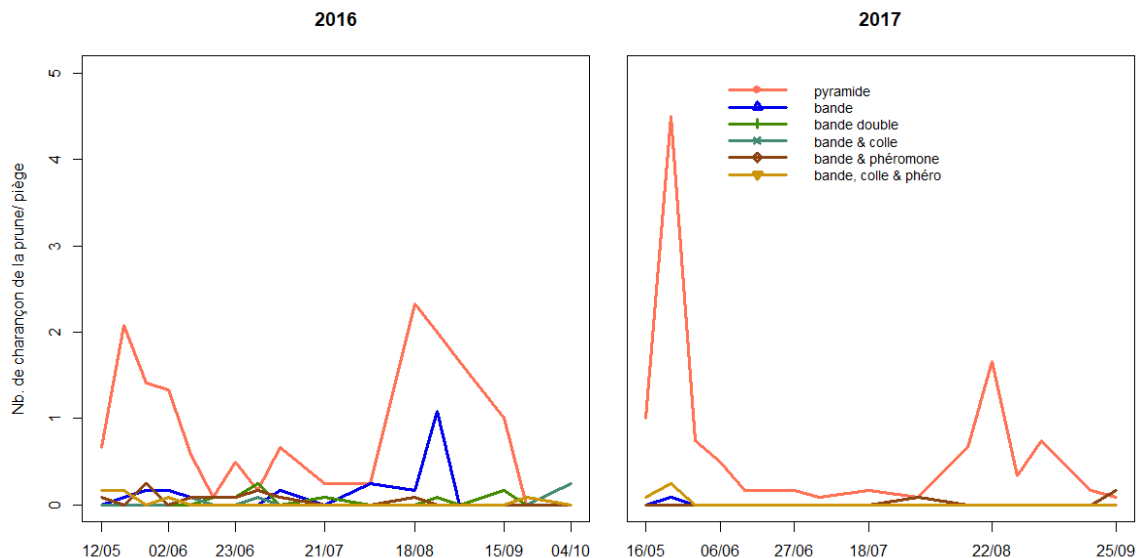 2016
2017
Nb. de charançon de la prune/ piège
5
4
3
2
1
0
pyramide
bande
bande double
bande & colle
bande & phéromone
bande, colle & phéro
12/05 02/06 23/06 21/07 18/08 15/09 04/10
16/05 06/06 27/06 18/07 22/08 25/09